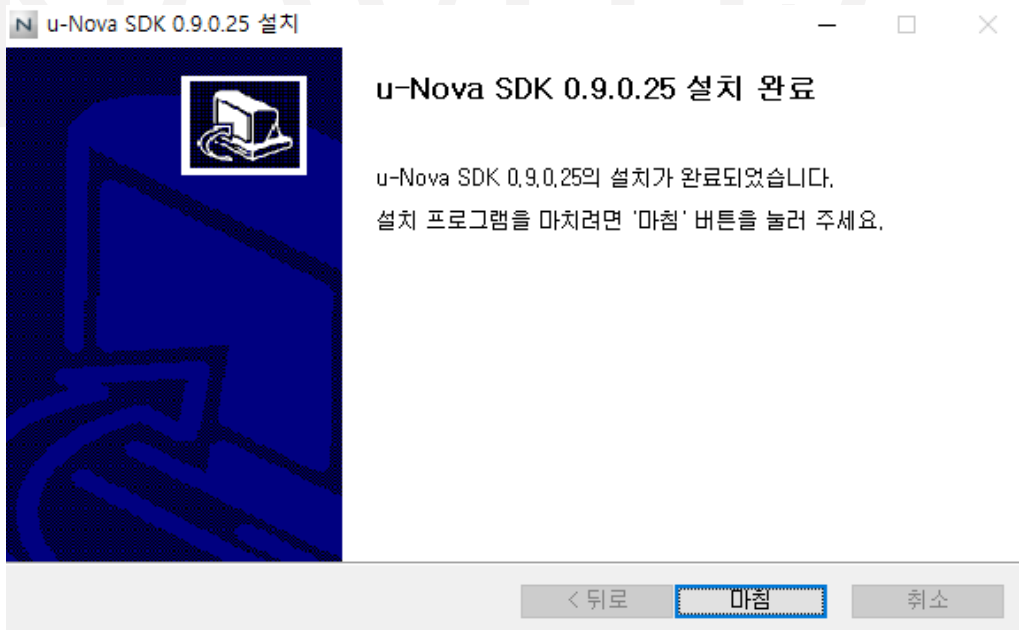 u-Nova SDK 0.9.0.25 설치
u-Nova SDK 0.9.0.25 설치 완료
u-Nova SDK 0.9.0.25의 설치가 완료되었습니다.
설치 프로그램을 마치려면 '마침' 버튼을 눌러 주세요.
< 뒤로 마침 취소